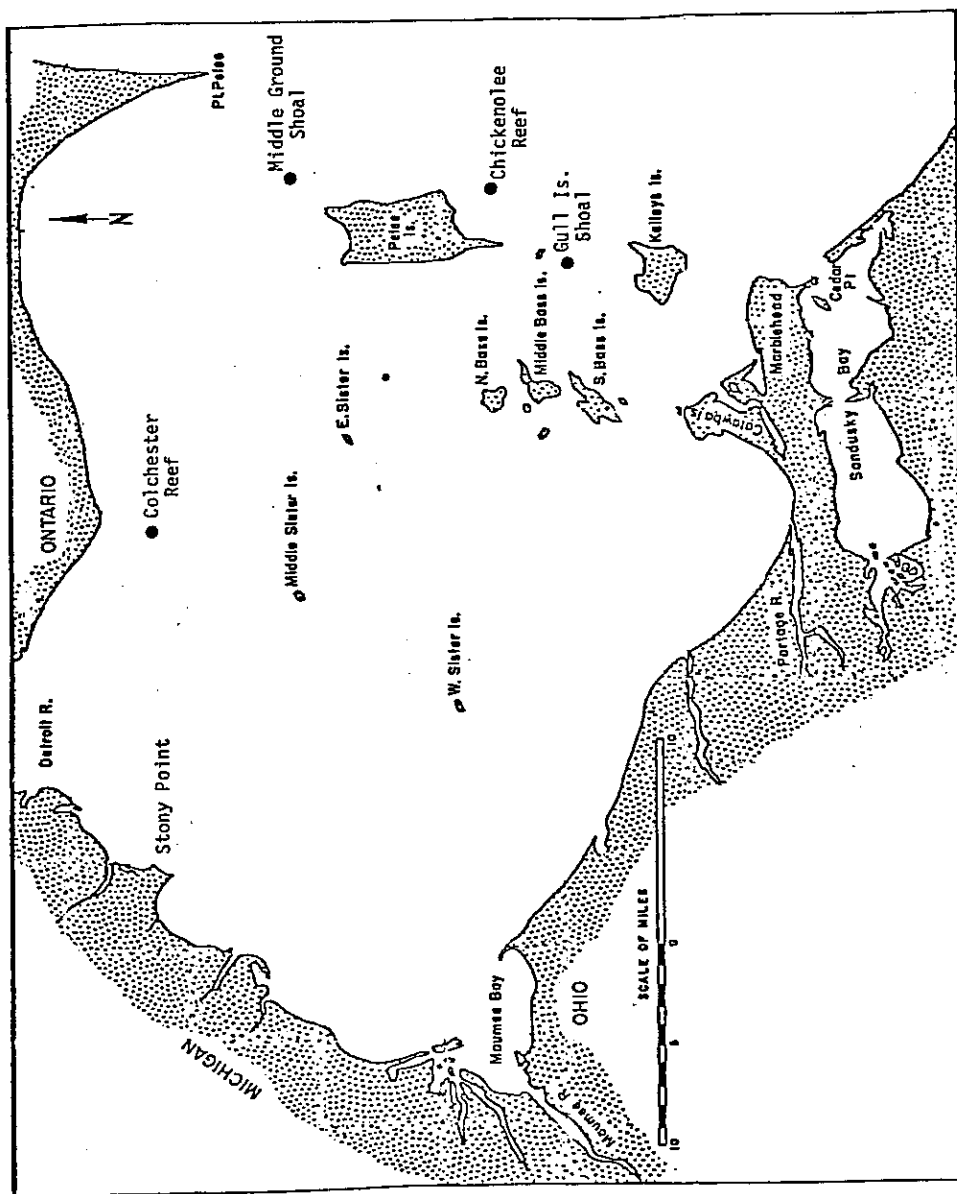 Pt.Pelee
Middle Ground
Shoal
Chickenolee
Reef
N
Pelee
Is.
Gull Is.
Shoal
Kelleys Is.
Cedar
Pt
Marblehead
Middle Bass Is.
N. Bass Is.
S. Bass Is.
E. Sister Is.
Catawba Is.
Bay
Sandusky
ONTARIO
Colchester
Reef
Middle Sister Is.
W. Sister Is.
Portage R.
Detroit R.
Stony Point
MICHIGAN
Maumee Bay
OHIO
Maumee R.
SCALE OF MILES
10
5
0
10